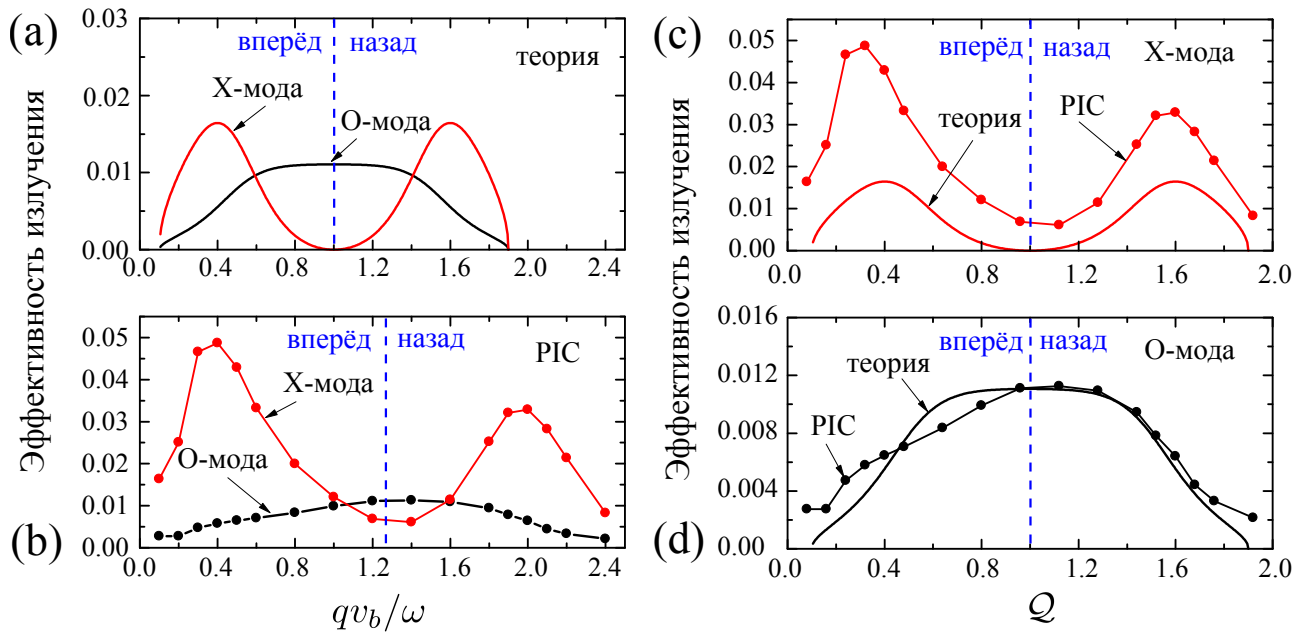 (a)
Эффективность излучения
0.03
0.02
0.01
0.00
вперёд
назад
теория
X-мода
O-мода
0.4 0.8 1.2 1.6 2.0 2.4
(b)
0.05
0.04
0.03
0.02
0.01
0.00
вперёд
назад
PIC
X-мода
O-мода
0.0 0.4 0.8 1.2 1.6 2.0 2.4
qv_b/ω
(c)
Эффективность излучения
0.05
0.04
0.03
0.02
0.01
0.00
вперёд
назад
X-мода
PIC
теория
0.0 0.4 0.8 1.2 1.6 2.0
(d)
0.016
0.012
0.008
0.004
0.000
вперёд
назад
O-мода
теория
PIC
0.0 0.4 0.8 1.2 1.6 2.0
𝒬